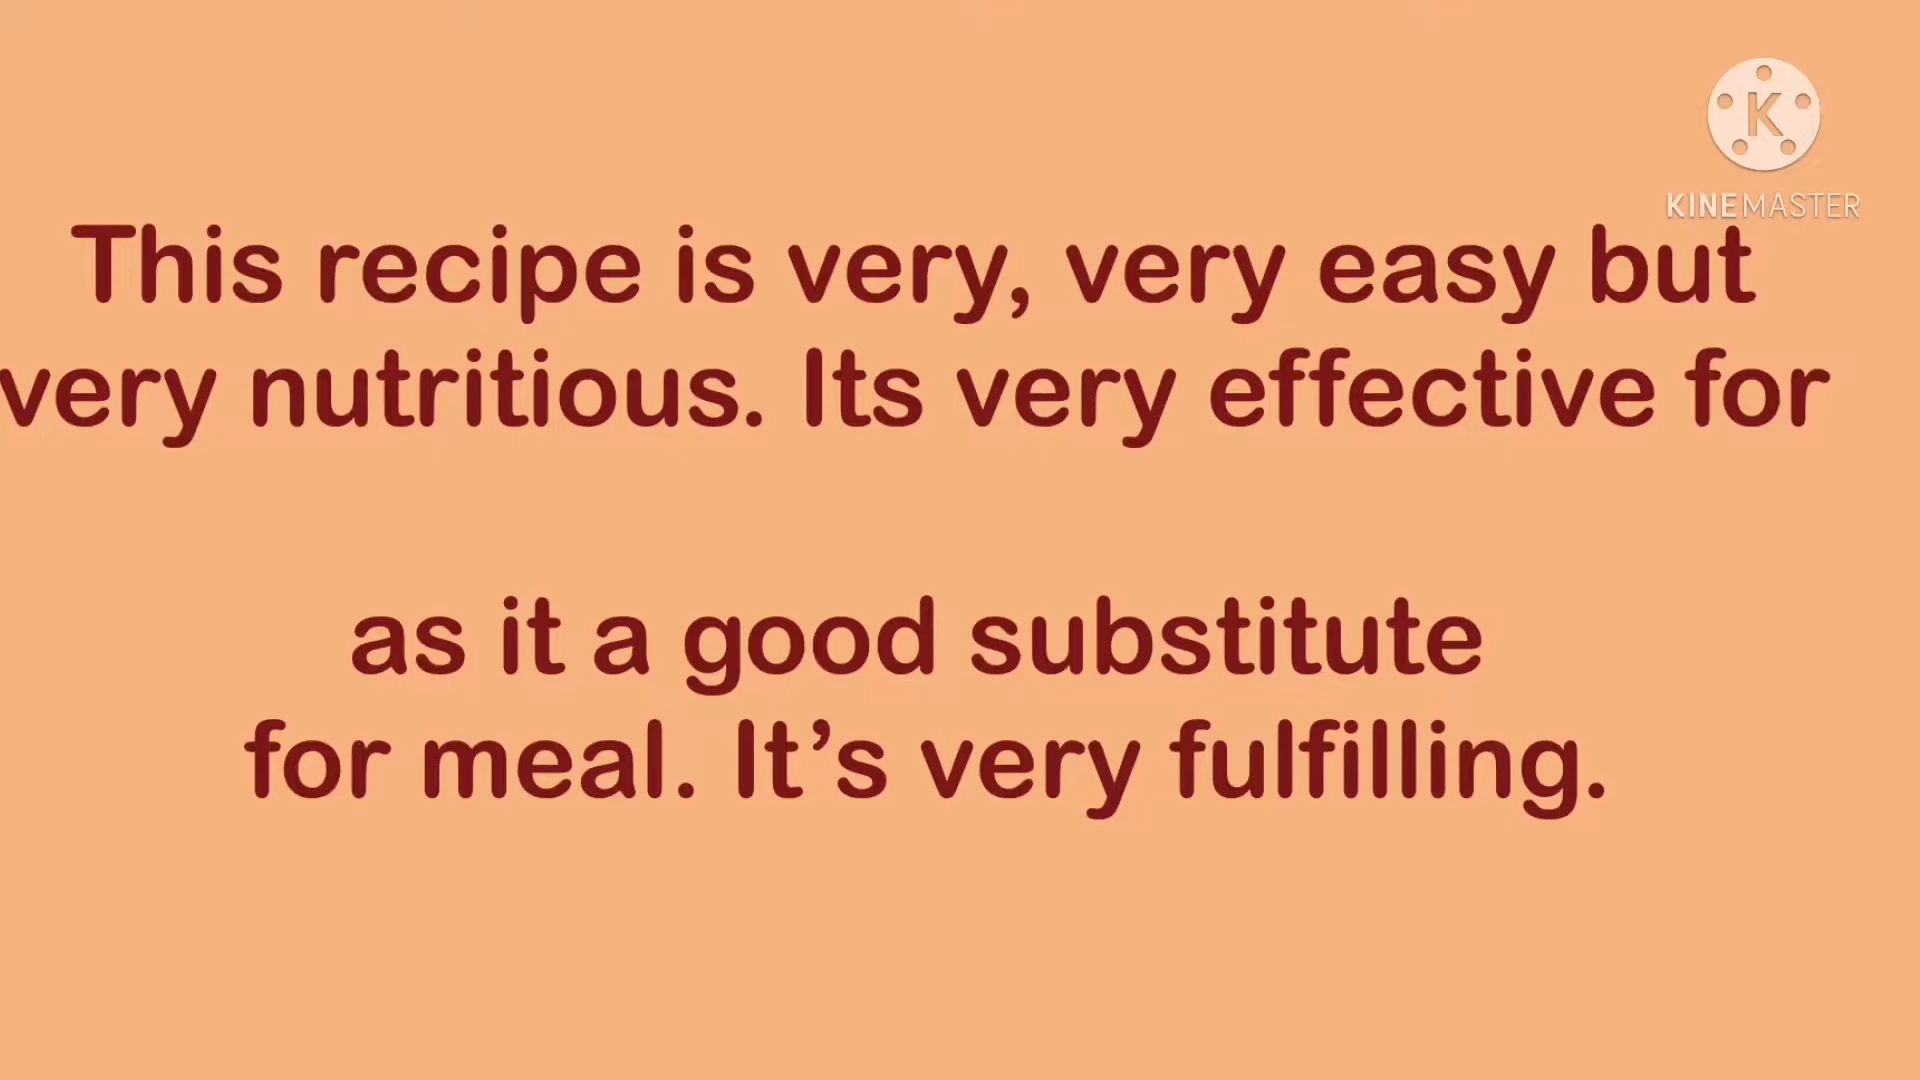 K
KINEMASTER
This recipe is very, very easy but
very nutritious. Its very effective for
as it a good substitute
for meal. It’s very fulfilling.